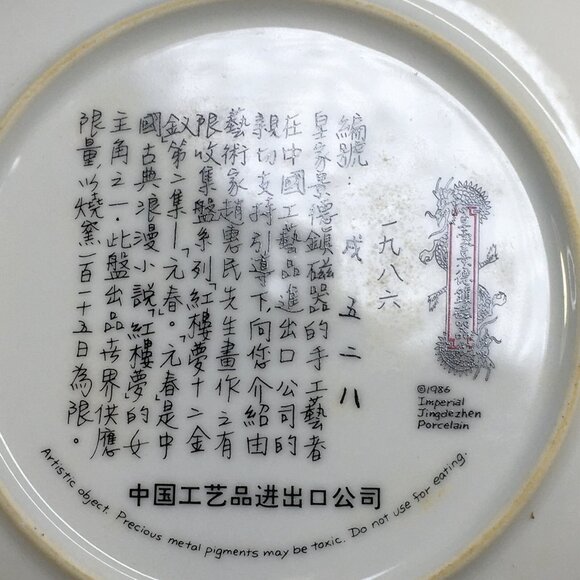 一九八六
編號：成 五二八
皇家景德鎮磁器的手工藝者
在中國工藝品進出口公司的
親切支持引導下,向您介紹由
藝術家趙惠民先生畫作之有
限收集盤系列「紅樓夢十二金
釵」第二集—元春。元春是中
國古典浪漫小說「紅樓夢」的女
主角之一．此盤出品世界供應
限量以燒窯一百一十五日為限。
©1986
Imperial
Jingdezhen
Porcelain
中国工艺品进出口公司
Artistic object. Precious metal pigments may be toxic. Do not use for eating.